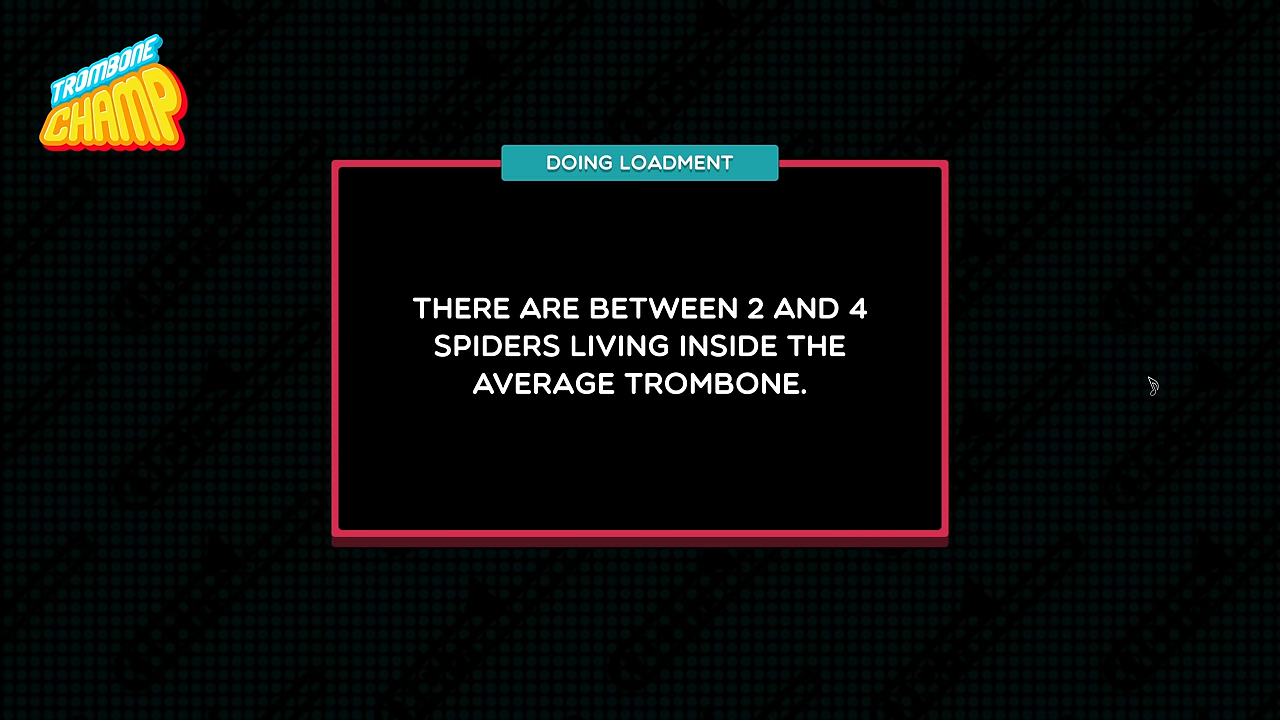 TROMBONE
CHAMP
DOING LOADMENT
THERE ARE BETWEEN 2 AND 4
SPIDERS LIVING INSIDE THE
AVERAGE TROMBONE.